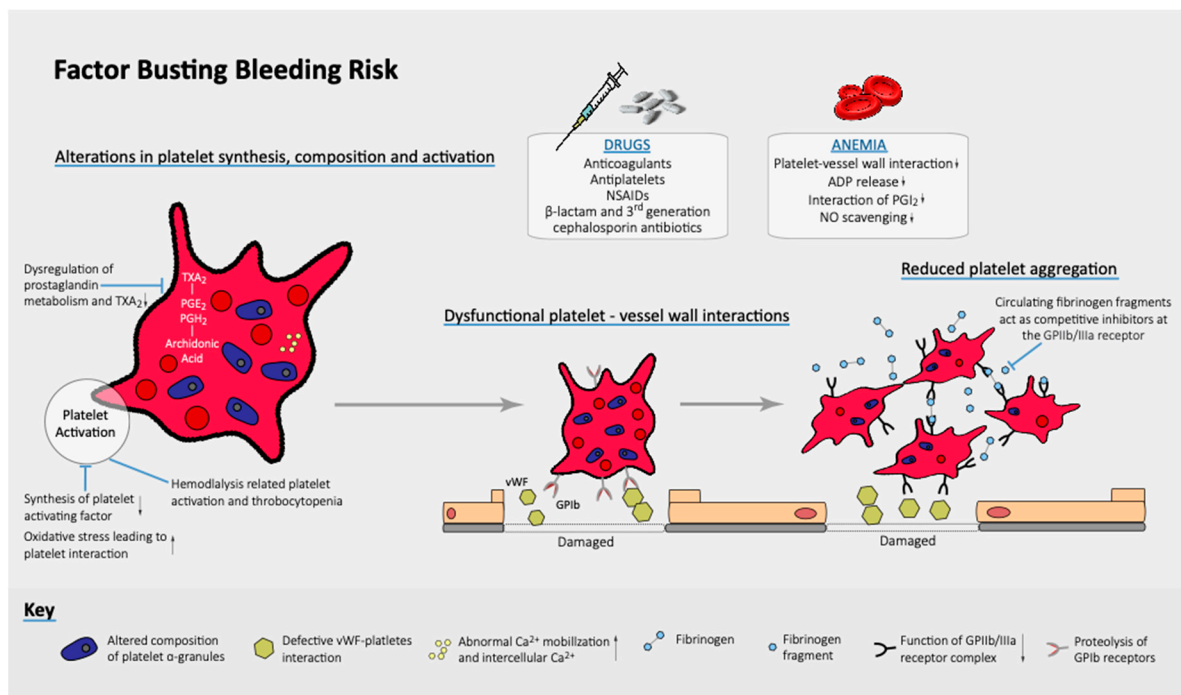 Factor Busting Bleeding Risk
Alterations in platelet synthesis, composition and activation
DRUGS
Anticoagulants
Antiplatelets
NSAIDs
β-lactam and 3rd generation
cephalosporin antibiotics
ANEMIA
Platelet-vessel wall interaction↓
ADP release↓
Interaction of PGI₂↓
NO scavenging↓
Dysregulation of
prostaglandin
metabolism and TXA₂↓
TXA₂
PGE₂
PGH₂
Archidonic
Acid
Platelet
Activation
Synthesis of platelet
activating factor ↓
Oxidative stress leading to
platelet interaction ↑
Hemodlalysis related platelet
activation and throbocytopenia
Dysfunctional platelet - vessel wall interactions
vWF
GPIb
Damaged
Reduced platelet aggregation
Circulating fibrinogen fragments
act as competitive inhibitors at
the GPIIb/IIIa receptor
Damaged
Key
Altered composition
of platelet α-granules
Defective vWF-platletes
interaction
Abnormal Ca²⁺ mobillzation
and intercellular Ca²⁺ ↑
Fibrinogen
Fibrinogen
fragment
Function of GPIIb/IIIa
receptor complex ↓
Proteolysis of
GPIb receptors